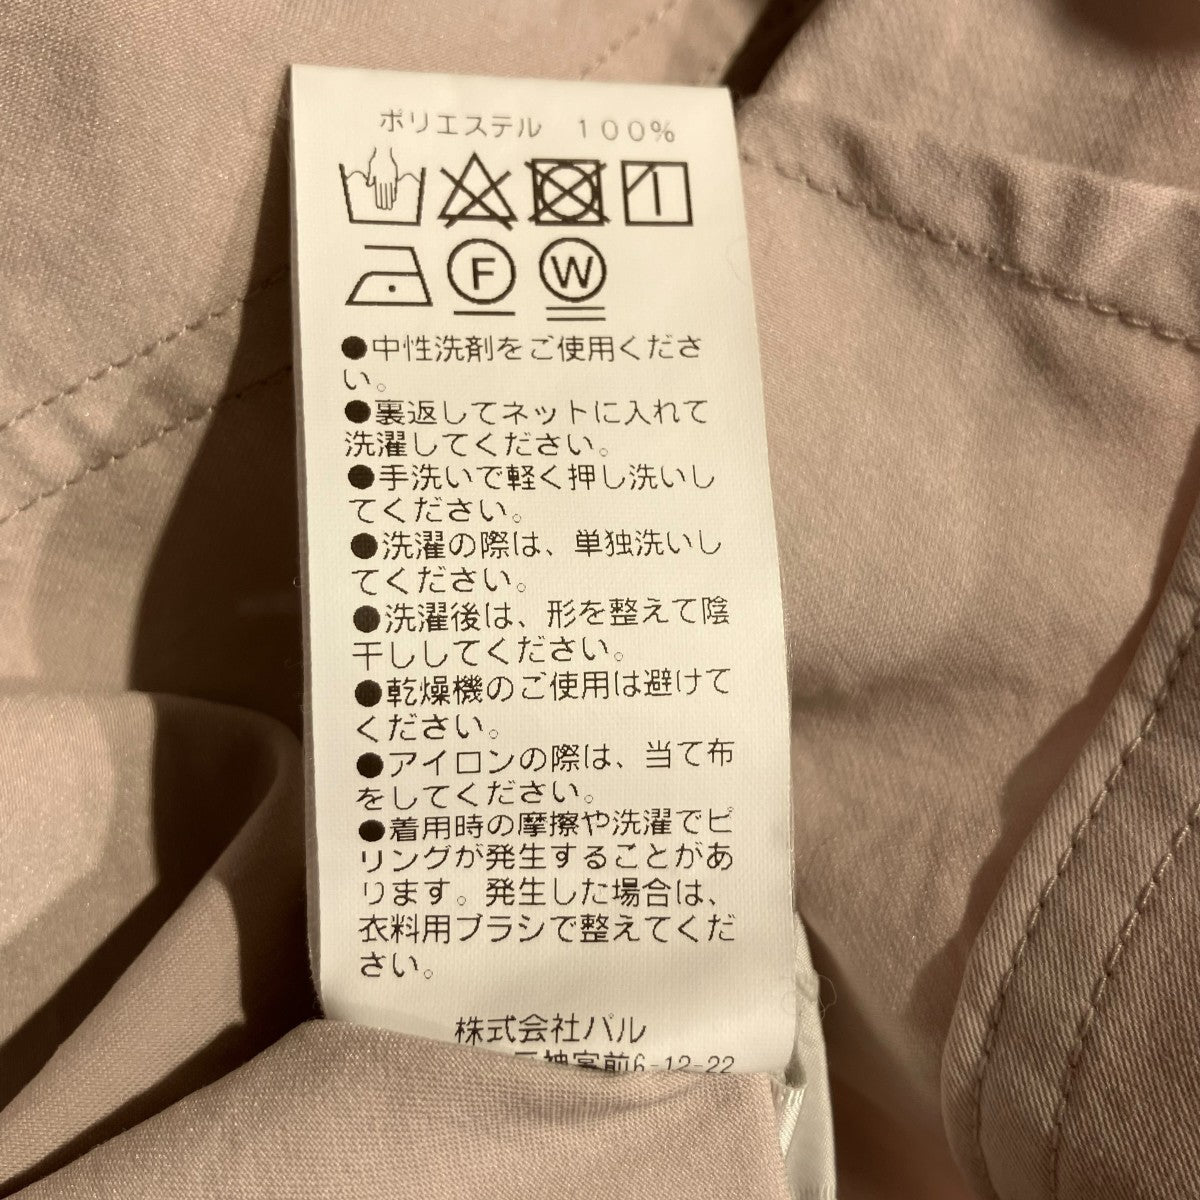 ポリエステル 100%
F W
●中性洗剤をご使用くださ
い。
●裏返してネットに入れて
洗濯してください。
●手洗いで軽く押し洗いし
てください。
●洗濯の際は、単独洗いし
てください。
●洗濯後は、形を整えて陰
干ししてください。
●乾燥機のご使用は避けて
ください。
●アイロンの際は、当て布
をしてください。
●着用時の摩擦や洗濯でピ
リングが発生することがあ
ります。発生した場合は、
衣料用ブラシで整えてくだ
さい。
株式会社パル
神宮前6-12-22